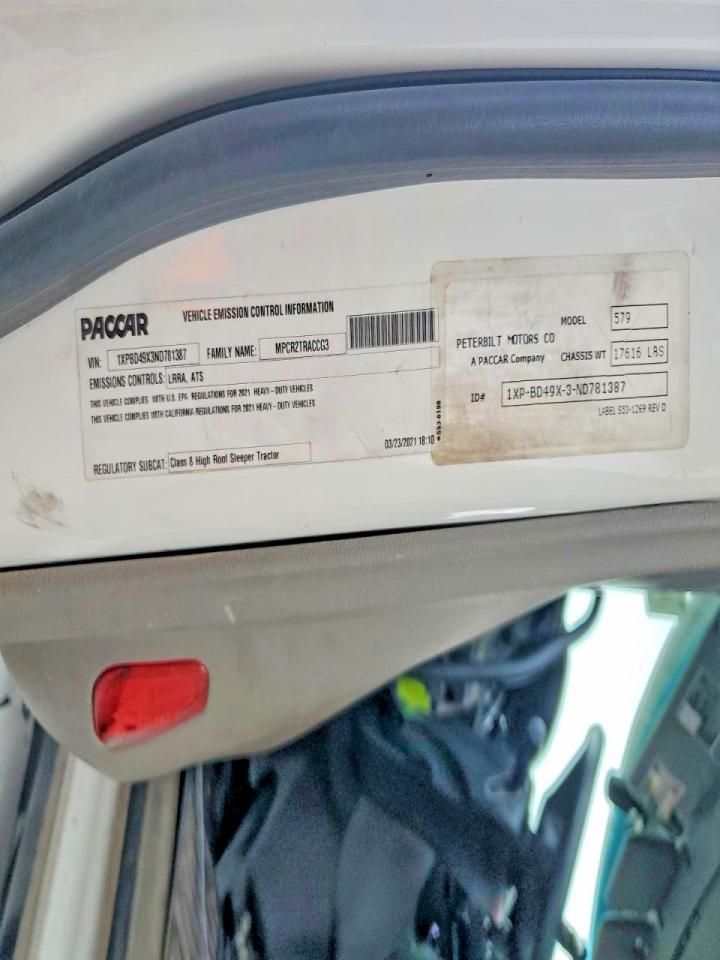 PACCAR
VEHICLE EMISSION CONTROL INFORMATION
VIN: 1XPBD49X3ND781387 FAMILY NAME: MPCR2TRACCG3
EMISSIONS CONTROLS: LRRA, ATS
THIS VEHICLE COMPLIES WITH U.S. EPA REGULATIONS FOR 2021 HEAVY-DUTY VEHICLES
THIS VEHICLE COMPLIES WITH CALIFORNIA REGULATIONS FOR 2021 HEAVY-DUTY VEHICLES
REGULATORY SUBCAT: Class 8 High Roof Sleeper Tractor
03/23/2021 18:10
*S53-6198
PETERBILT MOTORS CO
A PACCAR Company
MODEL 579
CHASSIS WT 17616 LBS
ID# 1XP-BD49X-3-ND781387
LABEL S53-1269 REV D